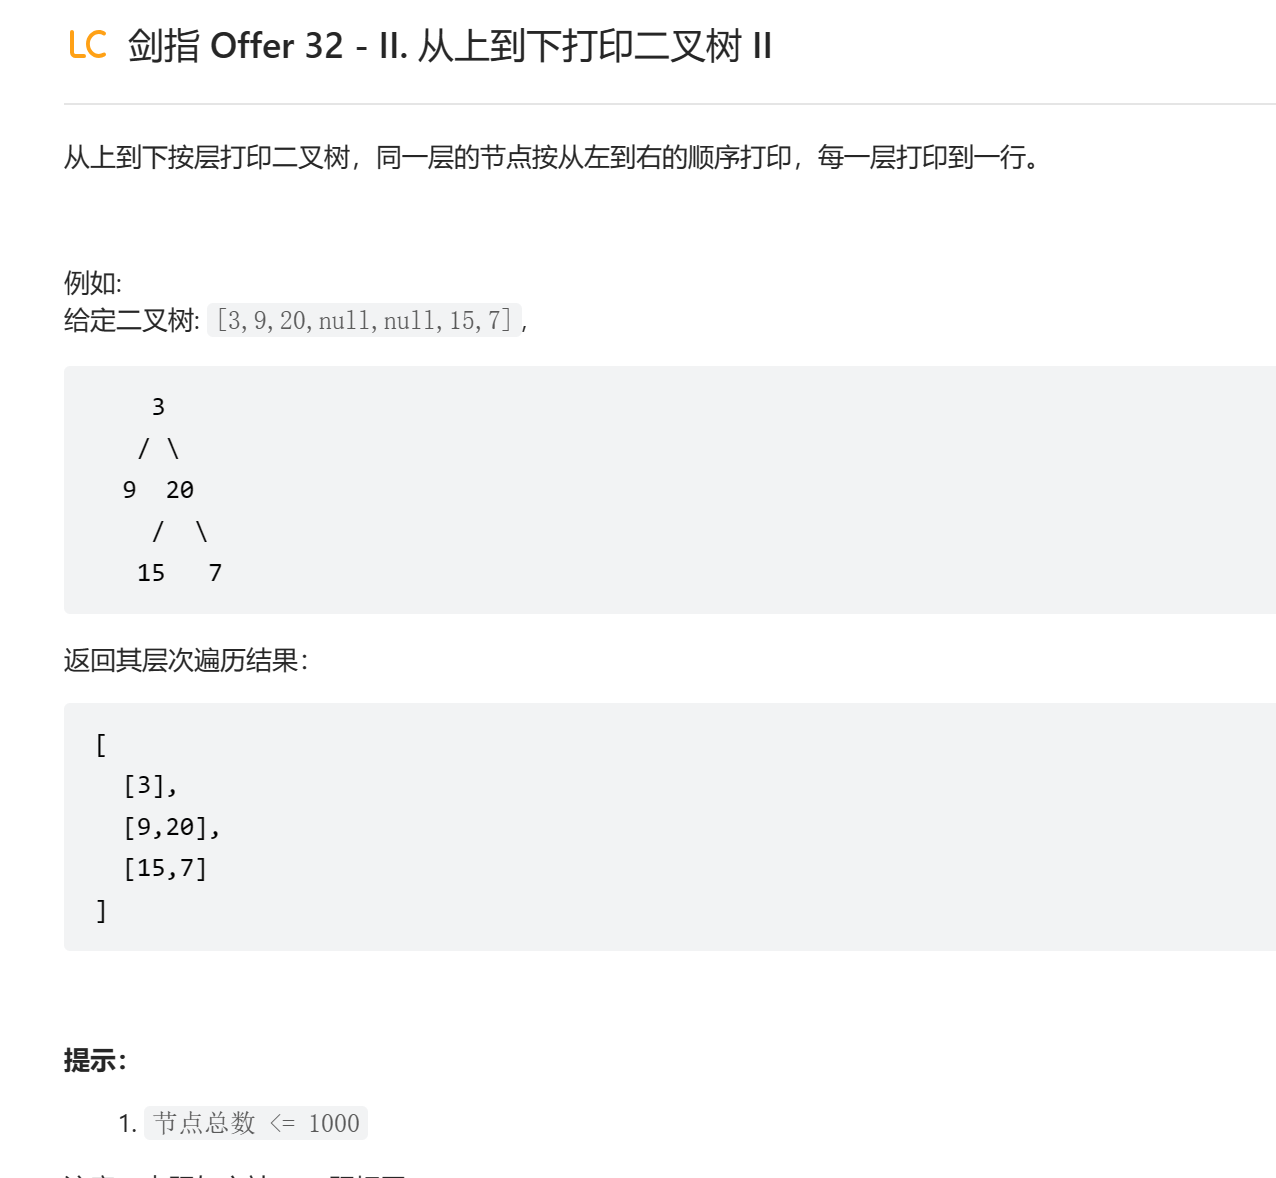 LC 剑指 Offer 32 - II. 从上到下打印二叉树 II
从上到下按层打印二叉树，同一层的节点按从左到右的顺序打印，每一层打印到一行。
例如:
给定二叉树: [3,9,20,null,null,15,7],
3
/ \
9  20
/  \
15   7
返回其层次遍历结果：
[
[3],
[9,20],
[15,7]
]
提示：
1. 节点总数 <= 1000